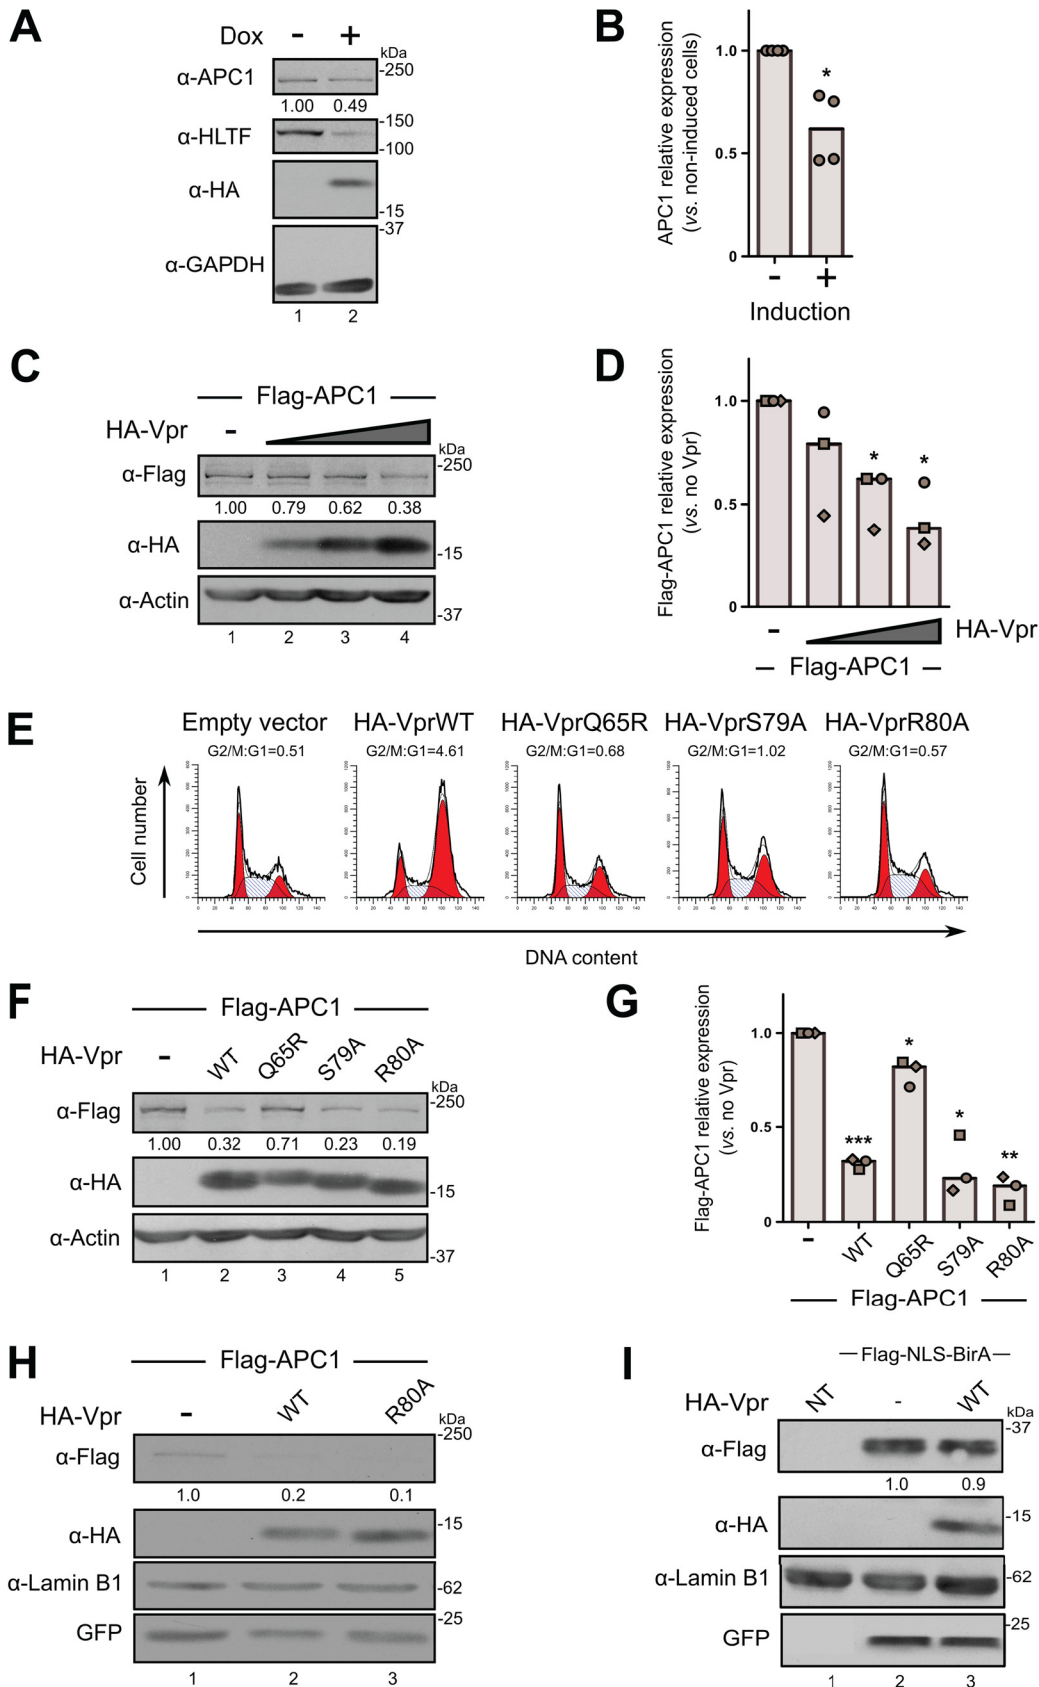 A
Dox - +
kDa
α-APC1
-250
1.00 0.49
α-HLTF
-150
-100
α-HA
-15
-37
α-GAPDH
1 2
B
APC1 relative expression
(vs. non-induced cells)
1.0
0.5
0
*
- +
Induction
C
Flag-APC1
HA-Vpr -
kDa
α-Flag
-250
1.00 0.79 0.62 0.38
α-HA
-15
α-Actin
-37
1 2 3 4
D
Flag-APC1 relative expression
(vs. no Vpr)
1.0
0.5
0
* *
- HA-Vpr
Flag-APC1
E
Empty vector HA-VprWT HA-VprQ65R HA-VprS79A HA-VprR80A
G2/M:G1=0.51 G2/M:G1=4.61 G2/M:G1=0.68 G2/M:G1=1.02 G2/M:G1=0.57
Cell number
DNA content
F
Flag-APC1
HA-Vpr - WT Q65R S79A R80A
kDa
α-Flag
-250
1.00 0.32 0.71 0.23 0.19
α-HA
-15
α-Actin
-37
1 2 3 4 5
G
Flag-APC1 relative expression
(vs. no Vpr)
1.0
0.5
0
*** * * **
- WT Q65R S79A R80A
Flag-APC1
H
Flag-APC1
HA-Vpr - WT R80A
kDa
-250
α-Flag
1.0 0.2 0.1
α-HA
-15
α-Lamin B1
-62
-25
GFP
1 2 3
I
Flag-NLS-BirA
HA-Vpr NT - WT
kDa
-37
α-Flag
1.0 0.9
α-HA
-15
α-Lamin B1
-62
-25
GFP
1 2 3